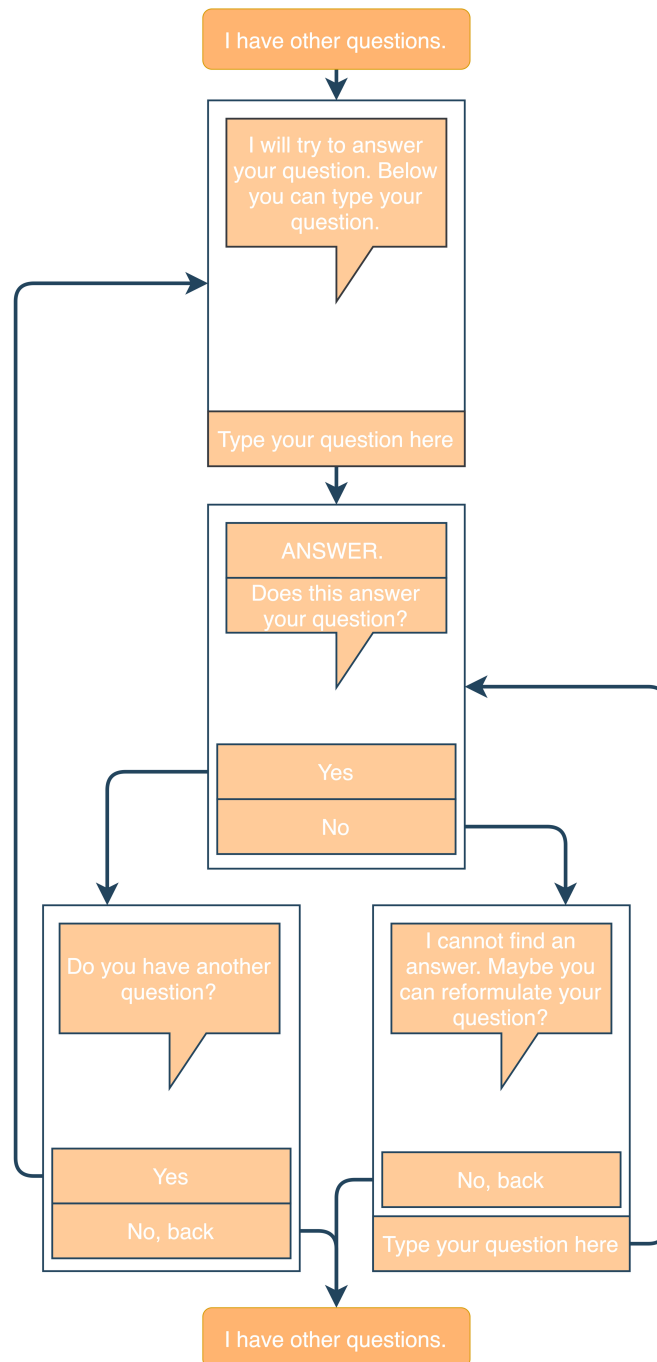 I have other questions.
I will try to answer
your question. Below
you can type your
question.
Type your question here
ANSWER.
Does this answer
your question?
Yes
No
Do you have another
question?
Yes
No, back
I cannot find an
answer. Maybe you
can reformulate your
question?
No, back
Type your question here
I have other questions.